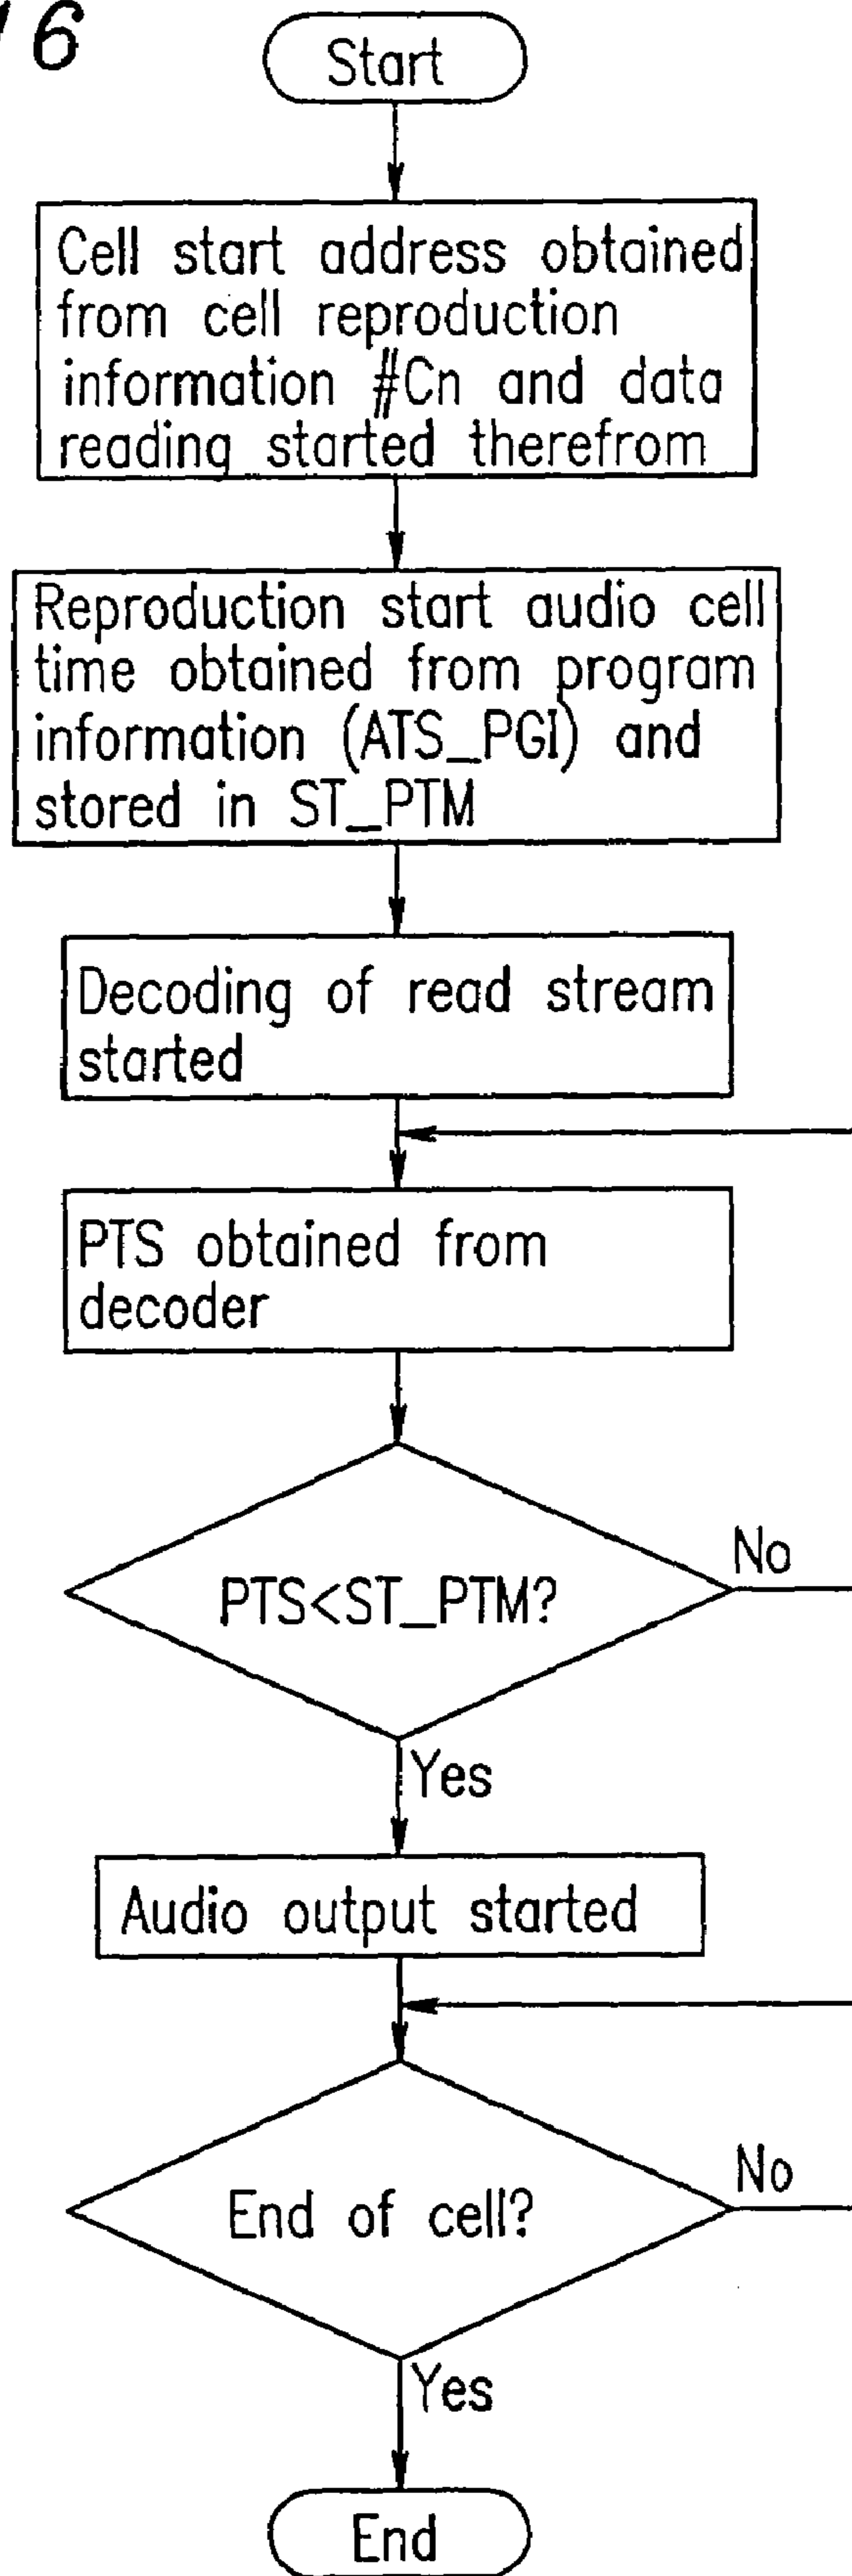 16
Start
Cell start address obtained
from cell reproduction
information #Cn and data
reading started therefrom
Reproduction start audio cell
time obtained from program
information (ATS_PGI) and
stored in ST_PTM
Decoding of read stream
started
PTS obtained from
decoder
PTS<ST_PTM?
No
Yes
Audio output started
End of cell?
No
Yes
End